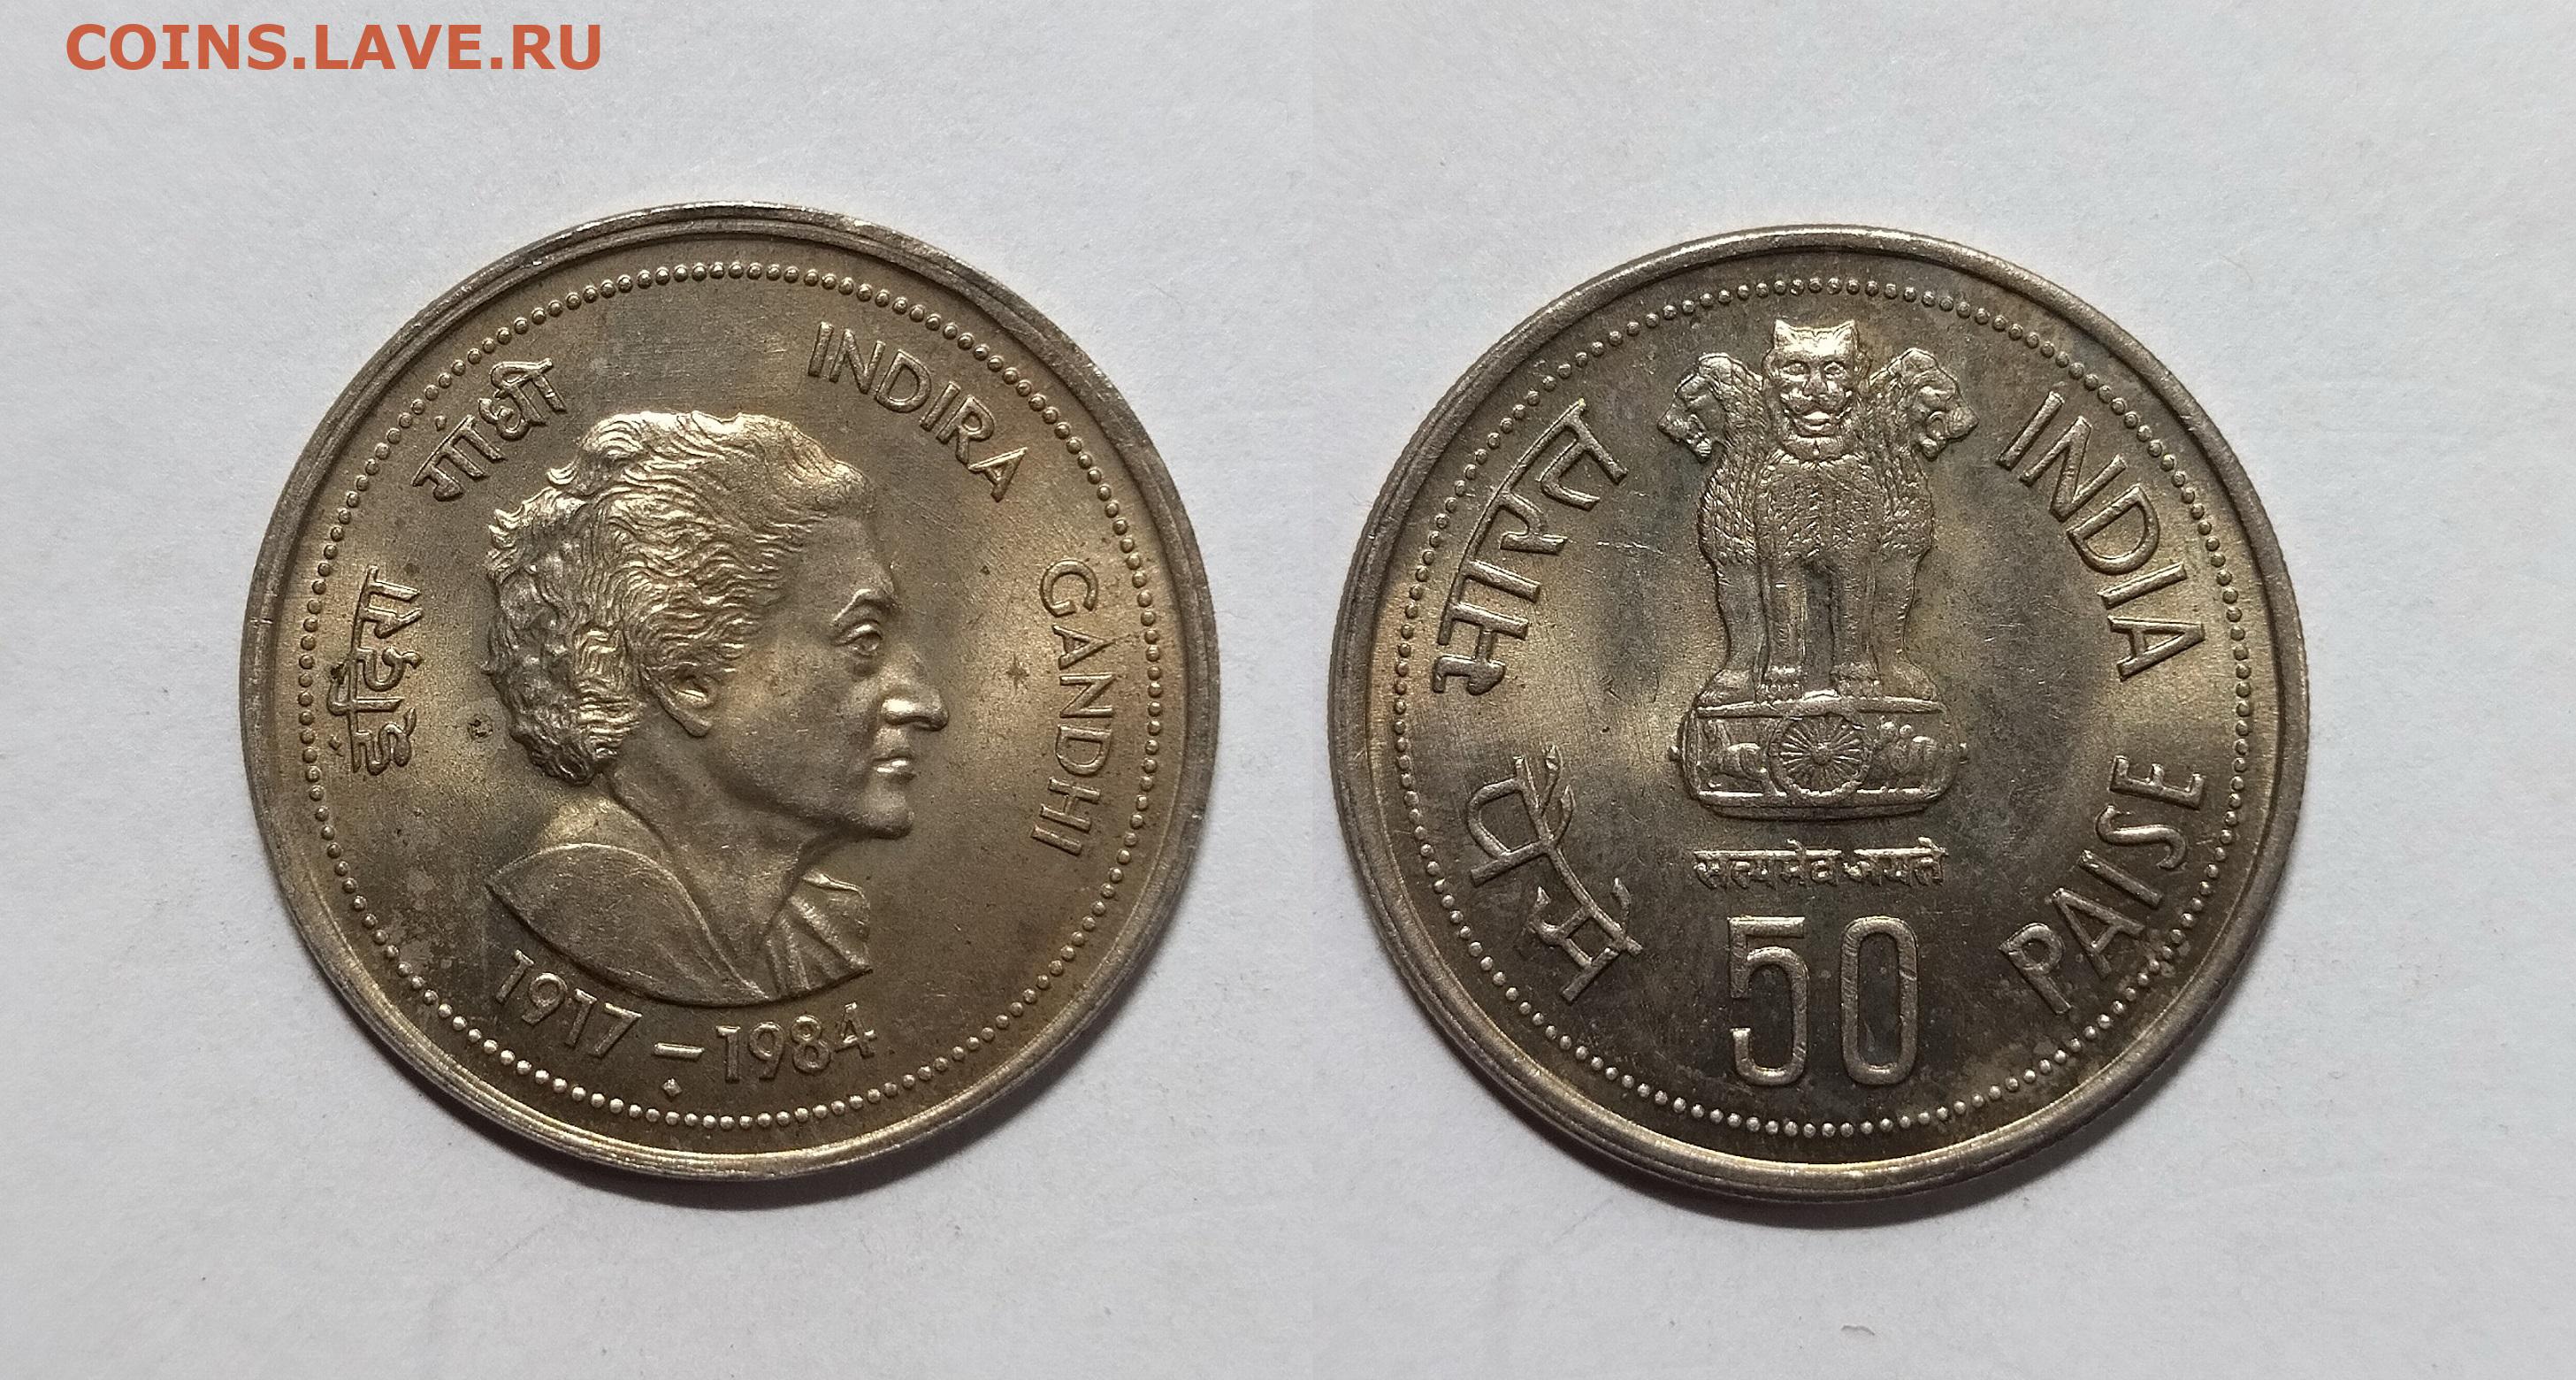 COINS.LAVE.RU
इंदिरा गांधी
INDIRA GANDHI
1917 - 1984
भारत
INDIA
पैसे
PAISE
सत्यमेव जयते
50